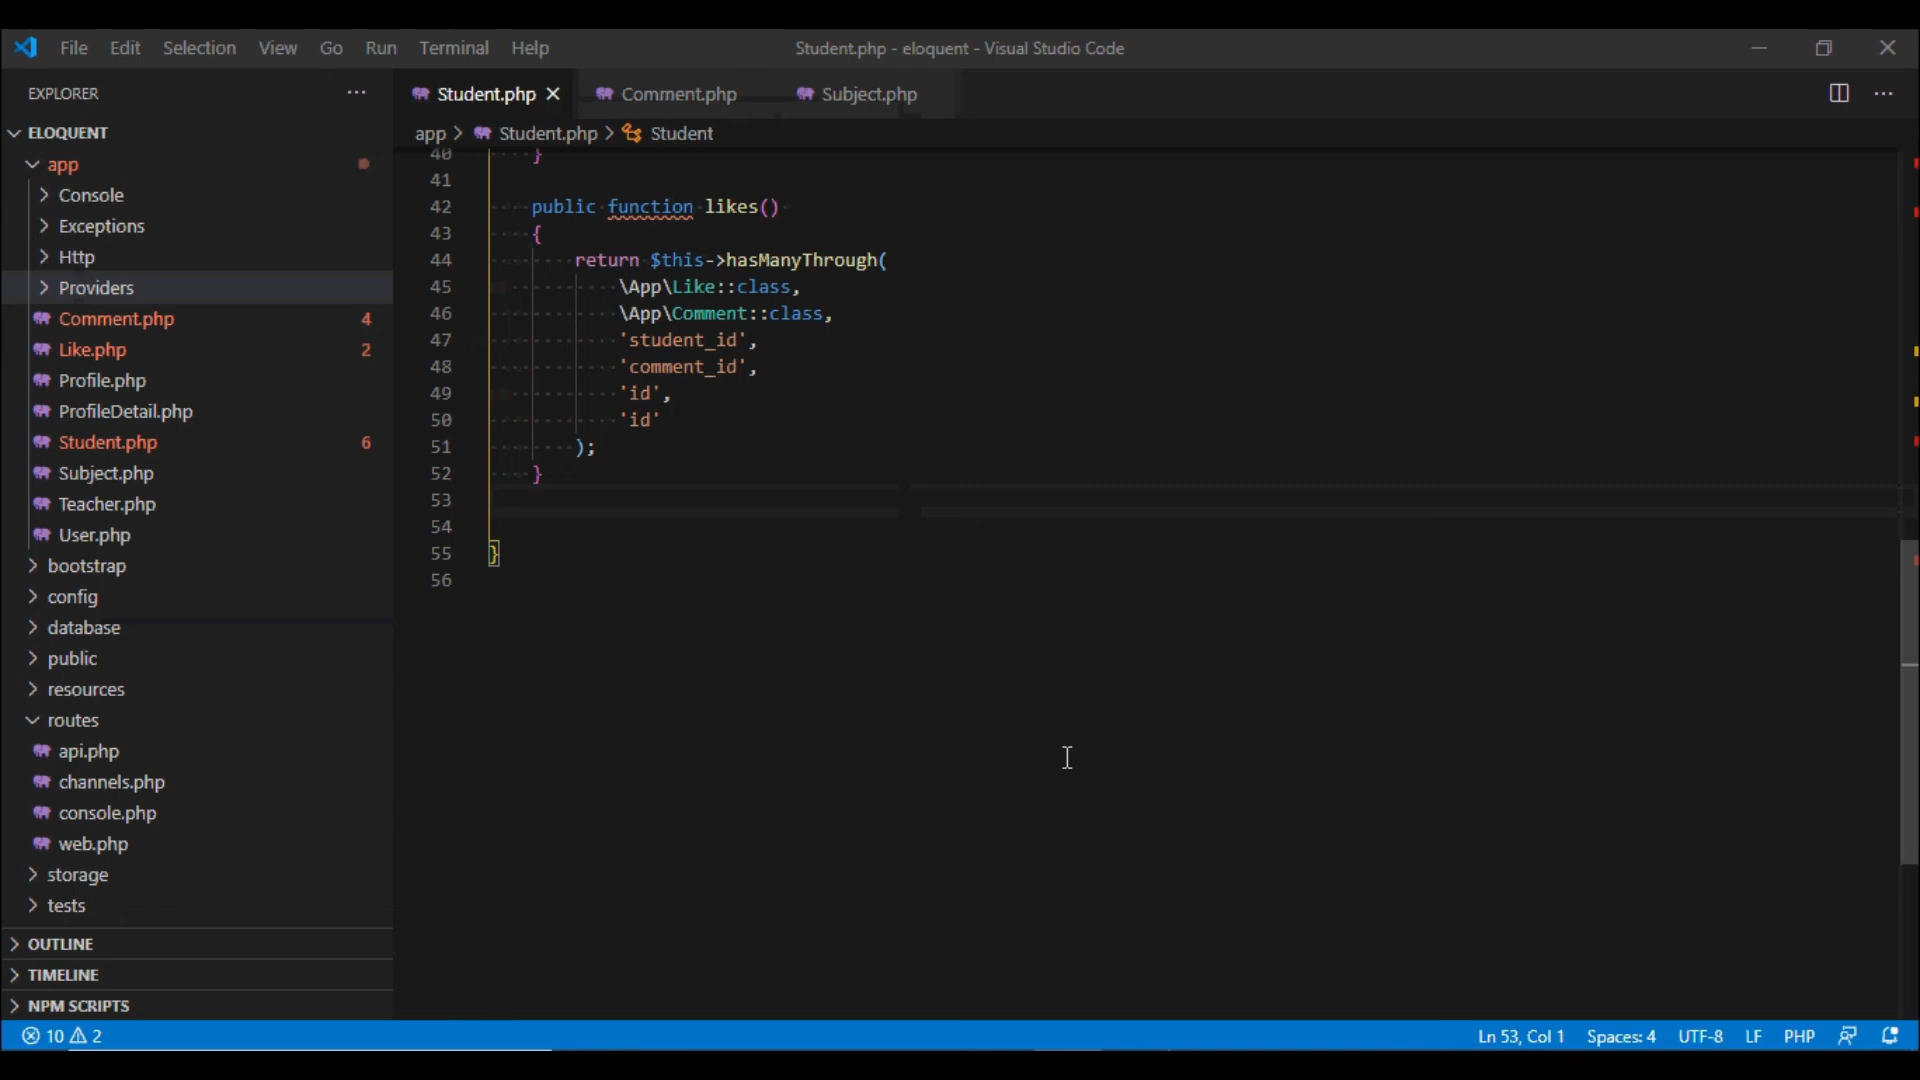 File Edit Selection View Go Run Terminal Help
Student.php - eloquent - Visual Studio Code
EXPLORER
Student.php
Comment.php
Subject.php
ELOQUENT
app > Student.php > Student
app
Console
Exceptions
Http
Providers
Comment.php 4
Like.php 2
Profile.php
ProfileDetail.php
Student.php 6
Subject.php
Teacher.php
User.php
bootstrap
config
database
public
resources
routes
api.php
channels.php
console.php
web.php
storage
tests
OUTLINE
TIMELINE
NPM SCRIPTS
40 }
41
42 public function likes()
43 {
44 return $this->hasManyThrough(
45 \App\Like::class,
46 \App\Comment::class,
47 'student_id',
48 'comment_id',
49 'id',
50 'id'
51 );
52 }
53
54
55 }
56
10 2
Ln 53, Col 1 Spaces: 4 UTF-8 LF PHP